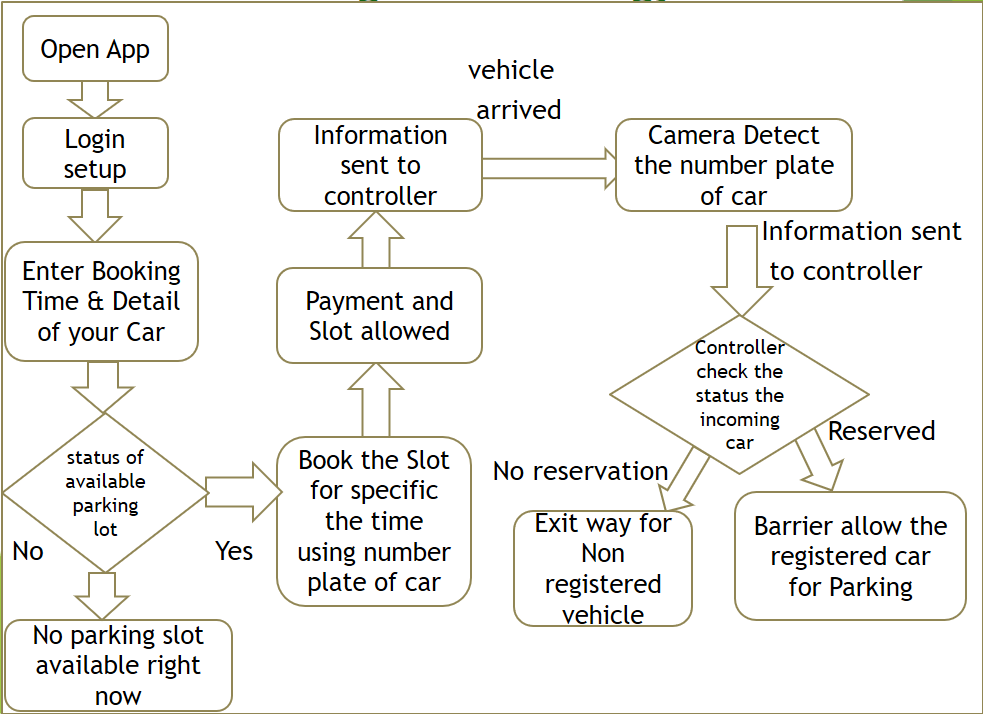 Open App
Login
setup
Enter Booking
Time & Detail
of your Car
status of
available
parking
lot
No
Yes
No parking slot
available right
now
Book the Slot
for specific
the time
using number
plate of car
Payment and
Slot allowed
Information
sent to
controller
vehicle
arrived
Camera Detect
the number plate
of car
Information sent
to controller
Controller
check the
status the
incoming
car
No reservation
Reserved
Exit way for
Non
registered
vehicle
Barrier allow the
registered car
for Parking